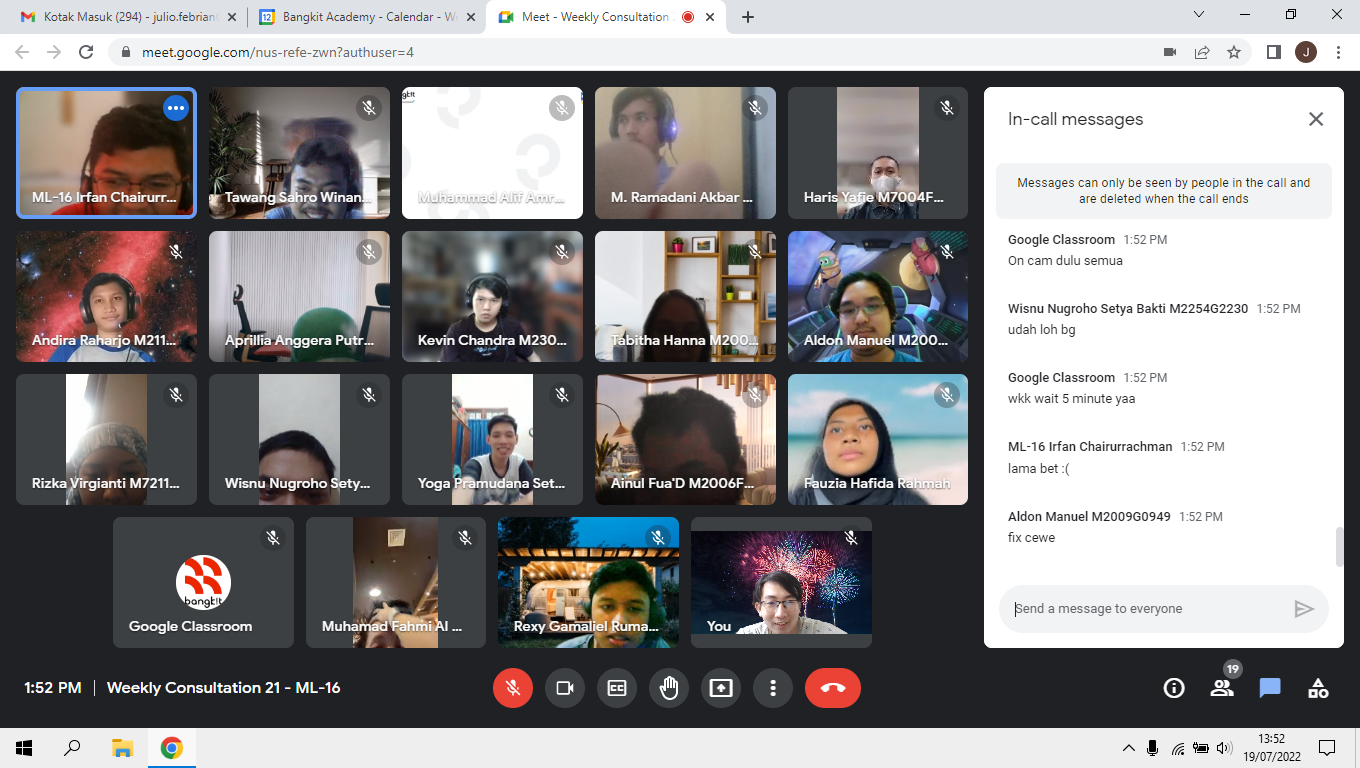 Kotak Masuk (294) - julio.febrian
Bangkit Academy - Calendar - W
Meet - Weekly Consultation
meet.google.com/nus-refe-zwn?authuser=4
J
ML-16 Irfan Chairurr...
Tawang Sahro Winan...
Muhammad Alif Amr...
M. Ramadani Akbar ...
Haris Yafie M7004F...
Andira Raharjo M211...
Aprillia Anggera Putr...
Kevin Chandra M230...
Tabitha Hanna M200...
Aldon Manuel M200...
Rizka Virgianti M7211...
Wisnu Nugroho Sety...
Yoga Pramudana Set...
Ainul Fua'D M2006F...
Fauzia Hafida Rahmah
bangk!t
Google Classroom
Muhamad Fahmi Al ...
Rexy Gamaliel Ruma...
You
In-call messages
Messages can only be seen by people in the call and
are deleted when the call ends
Google Classroom 1:52 PM
On cam dulu semua
Wisnu Nugroho Setya Bakti M2254G2230 1:52 PM
udah loh bg
Google Classroom 1:52 PM
wkk wait 5 minute yaa
ML-16 Irfan Chairurrachman 1:52 PM
lama bet :(
Aldon Manuel M2009G0949 1:52 PM
fix cewe
Send a message to everyone
1:52 PM | Weekly Consultation 21 - ML-16
19
13:52
19/07/2022